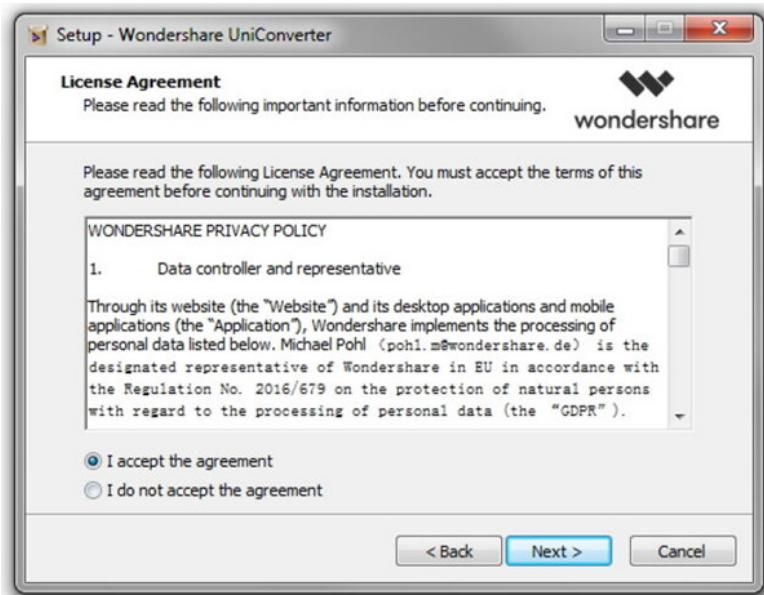 Setup - Wondershare UniConverter
License Agreement
Please read the following important information before continuing.
wondershare
Please read the following License Agreement. You must accept the terms of this
agreement before continuing with the installation.
WONDERSHARE PRIVACY POLICY
1. Data controller and representative
Through its website (the “Website”) and its desktop applications and mobile
applications (the “Application”), Wondershare implements the processing of
personal data listed below. Michael Pohl （pohl.m@wondershare.de） is the
designated representative of Wondershare in EU in accordance with
the Regulation No. 2016/679 on the protection of natural persons
with regard to the processing of personal data (the “GDPR”).
I accept the agreement
I do not accept the agreement
< Back Next > Cancel